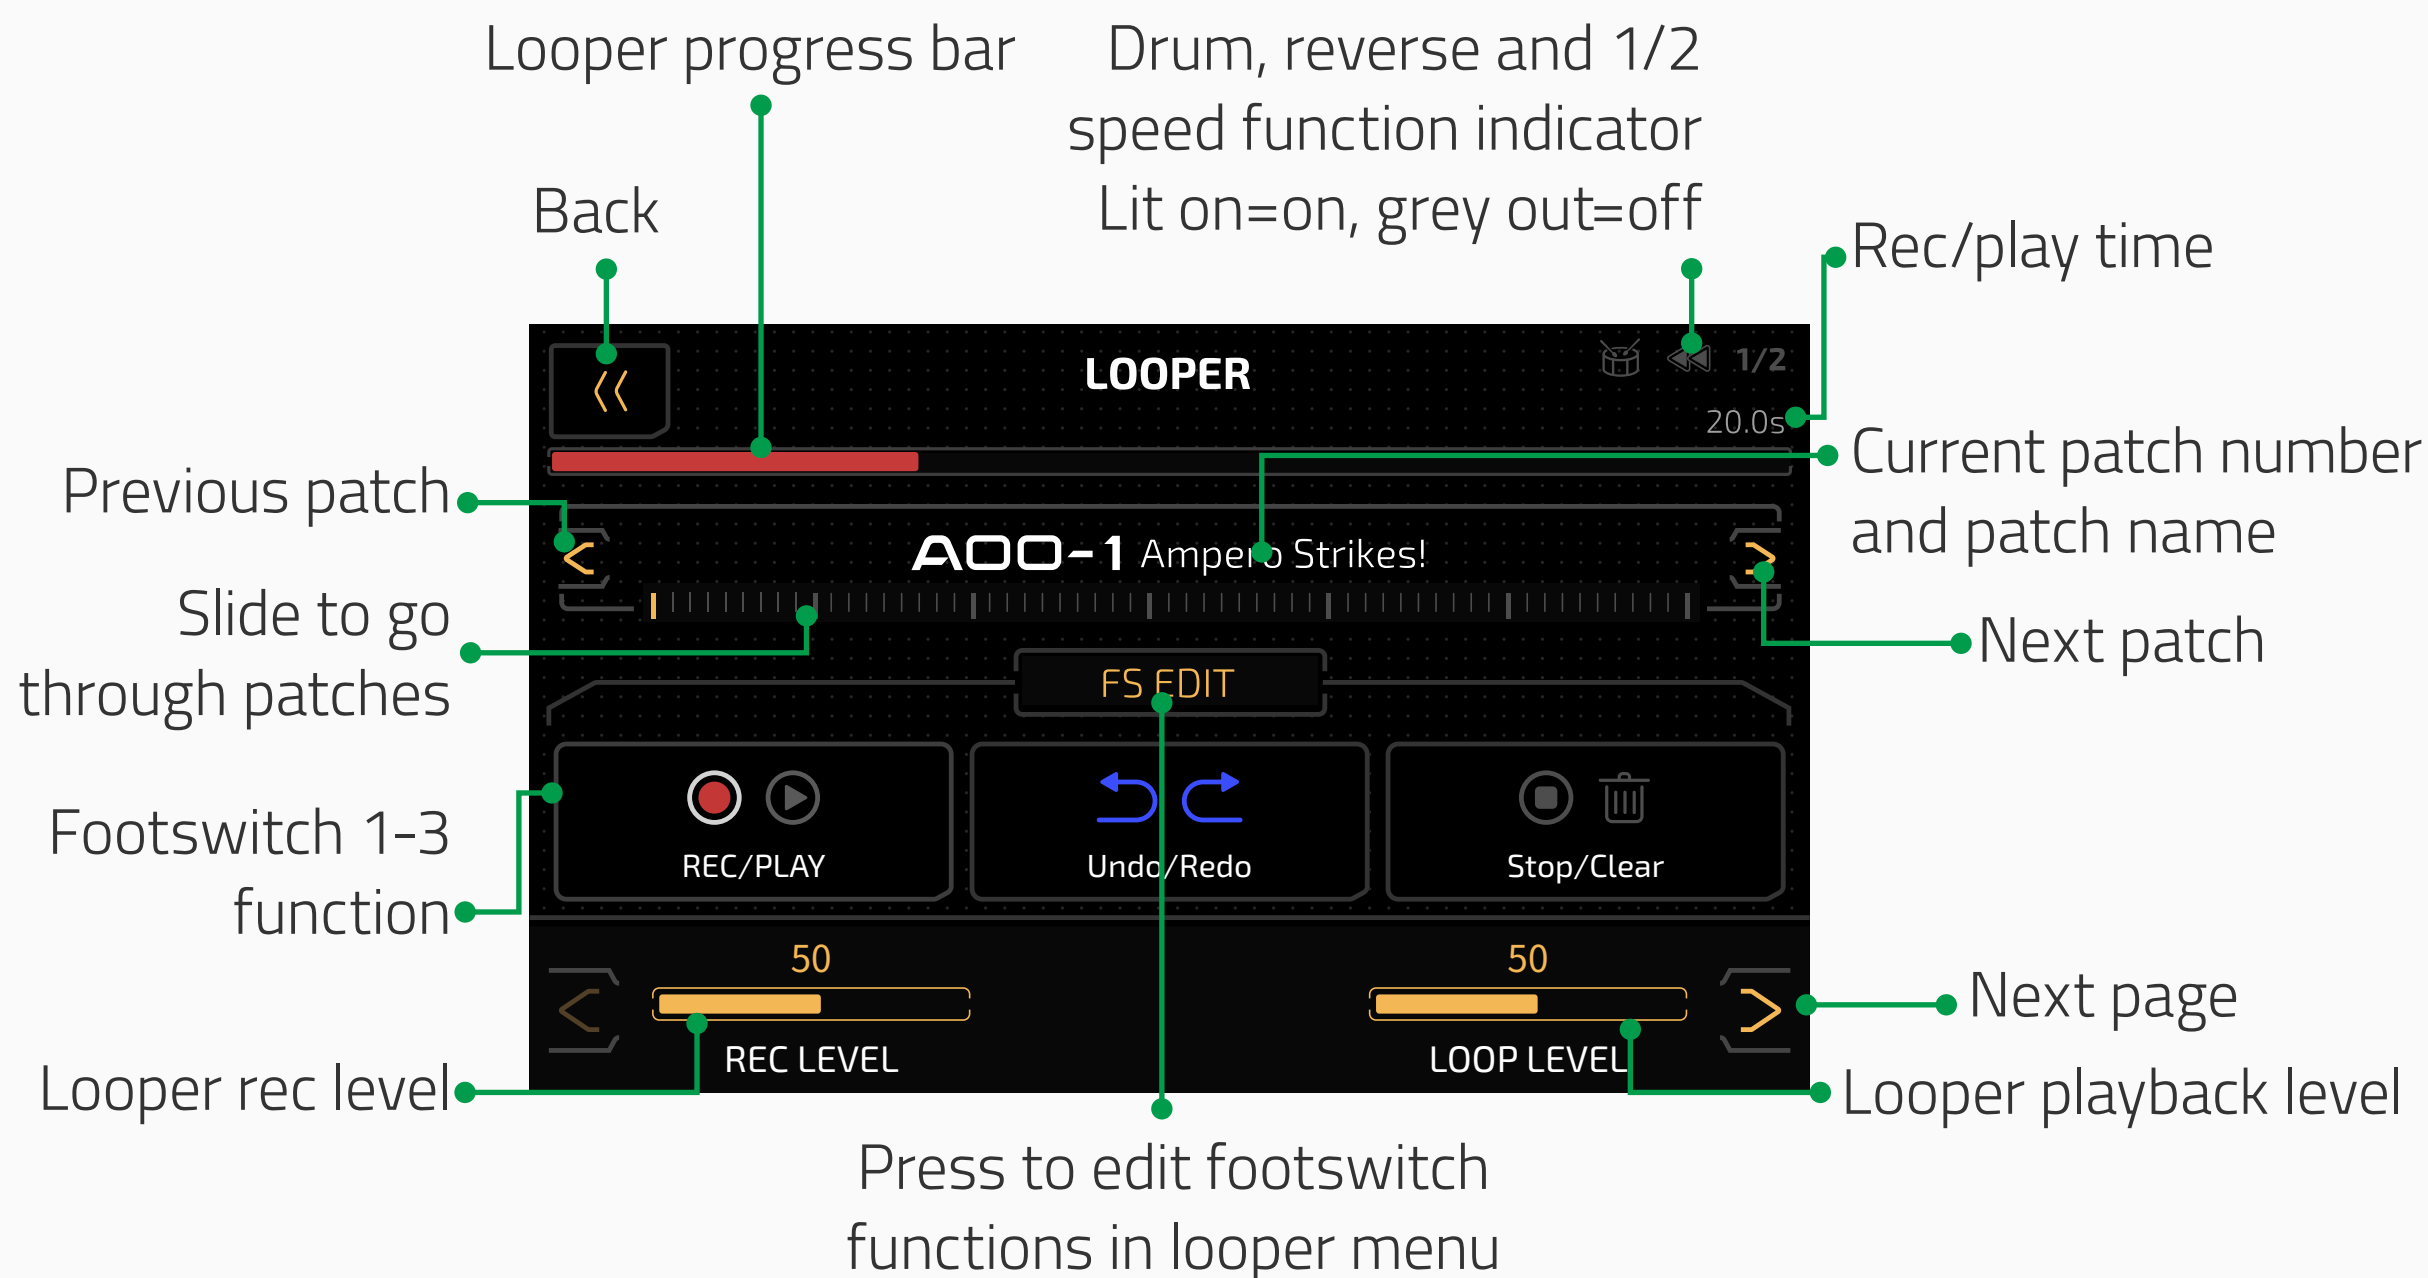 Looper progress bar
Drum, reverse and 1/2
speed function indicator
Lit on=on, grey out=off
Back
Rec/play time
LOOPER
1/2
20.0s
Current patch number
and patch name
Previous patch
A00-1 Ampero Strikes!
Slide to go
through patches
Next patch
FS EDIT
Footswitch 1-3
function
REC/PLAY
Undo/Redo
Stop/Clear
50
50
REC LEVEL
LOOP LEVEL
Next page
Looper rec level
Looper playback level
Press to edit footswitch
functions in looper menu